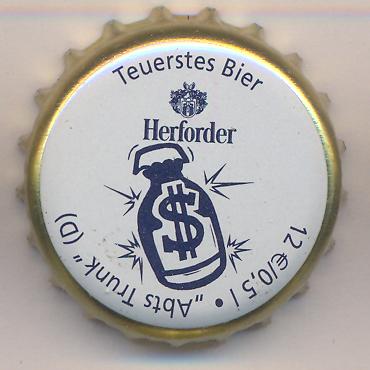 Teuerstes Bier
Herforder
$
12 €/0,5 l • „Abts Trunk“ (D)